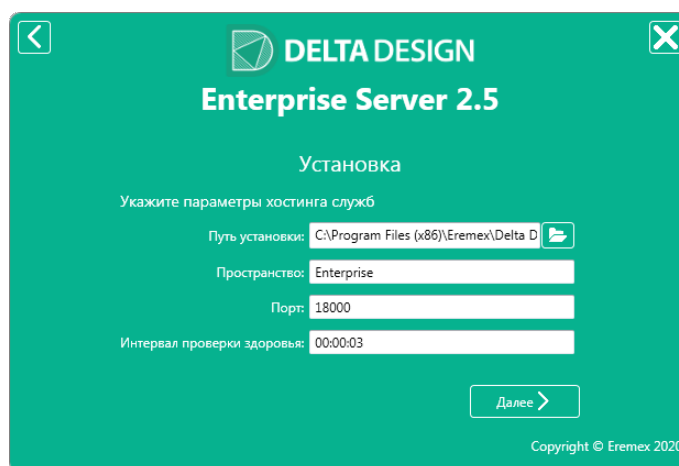 DELTA DESIGN
Enterprise Server 2.5
Установка
Укажите параметры хостинга служб
Путь установки: C:\Program Files (x86)\Eremex\Delta D
Пространство: Enterprise
Порт: 18000
Интервал проверки здоровья: 00:00:03
Далее
Copyright © Eremex 2020